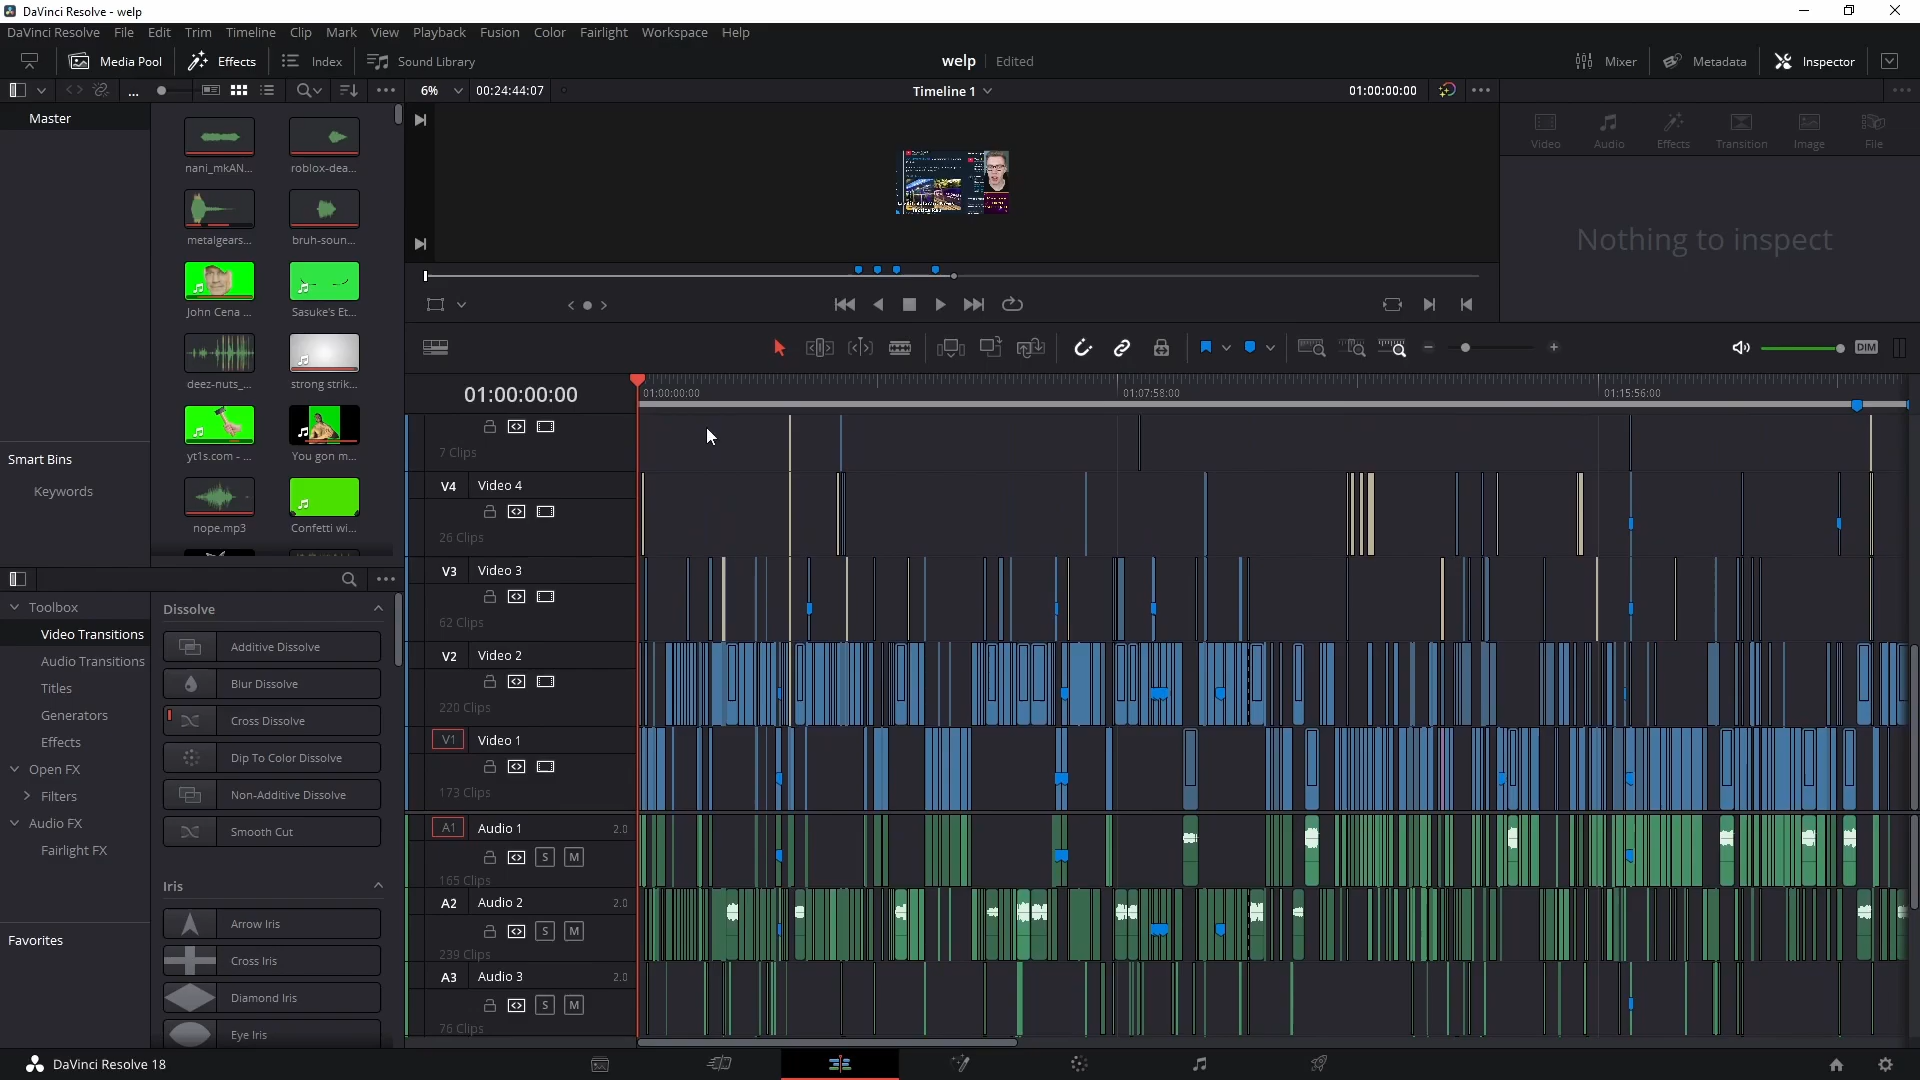 DaVinci Resolve - welp
DaVinci Resolve File Edit Trim Timeline Clip Mark View Playback Fusion Color Fairlight Workspace Help
Media Pool Effects Index Sound Library welp Edited Mixer Metadata Inspector
... 6% 00:24:44:07 Timeline 1 01:00:00:00
Master
nani_mkAN... roblox-dea...
metalgears... bruh-soun...
John Cena ... Sasuke's Et...
deez-nuts_... strong strik...
yt1s.com - ... You gon m...
nope.mp3 Confetti wi...
Smart Bins
Keywords
Video Audio Effects Transition Image File
Nothing to inspect
DIM
01:00:00:00
01:00:00:00 01:07:58:00 01:15:56:00
7 Clips
V4 Video 4
26 Clips
V3 Video 3
62 Clips
V2 Video 2
220 Clips
V1 Video 1
173 Clips
A1 Audio 1 2.0
S M
165 Clips
A2 Audio 2 2.0
S M
239 Clips
A3 Audio 3 2.0
S M
76 Clips
Toolbox
Video Transitions
Audio Transitions
Titles
Generators
Effects
Open FX
Filters
Audio FX
Fairlight FX
Favorites
Dissolve
Additive Dissolve
Blur Dissolve
Cross Dissolve
Dip To Color Dissolve
Non-Additive Dissolve
Smooth Cut
Iris
Arrow Iris
Cross Iris
Diamond Iris
Eye Iris
DaVinci Resolve 18